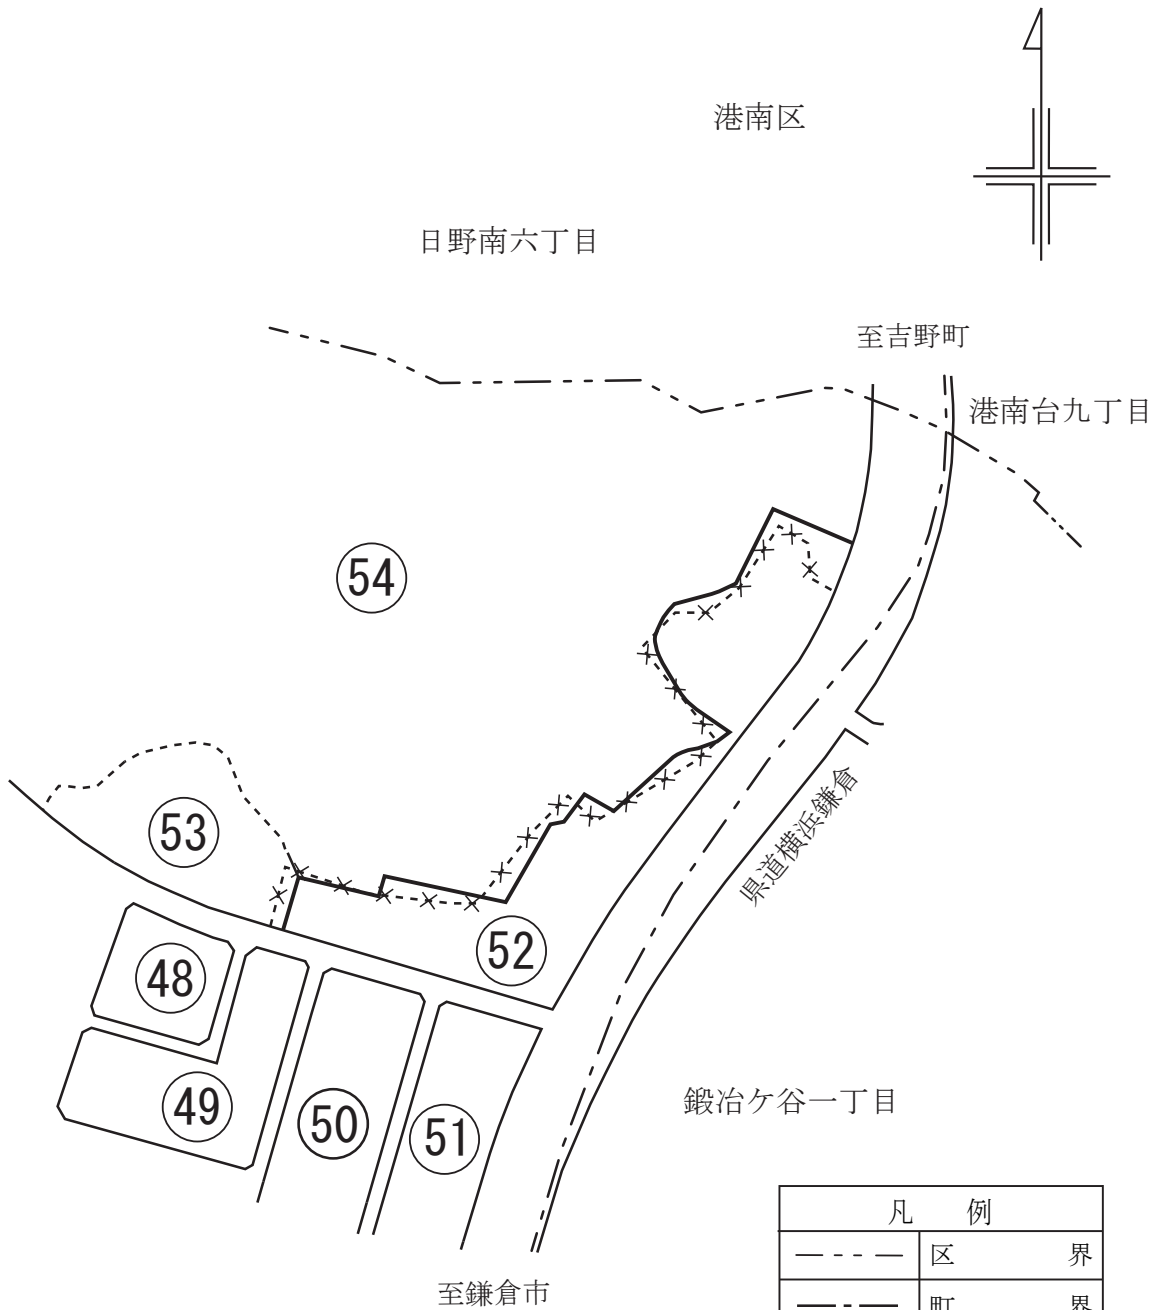 港南区
日野南六丁目
至吉野町
港南台九丁目
54
53
県道横浜鎌倉
52
48
49
50
51
鍛冶ケ谷一丁目
凡 例
区 界
町 界
至鎌倉市